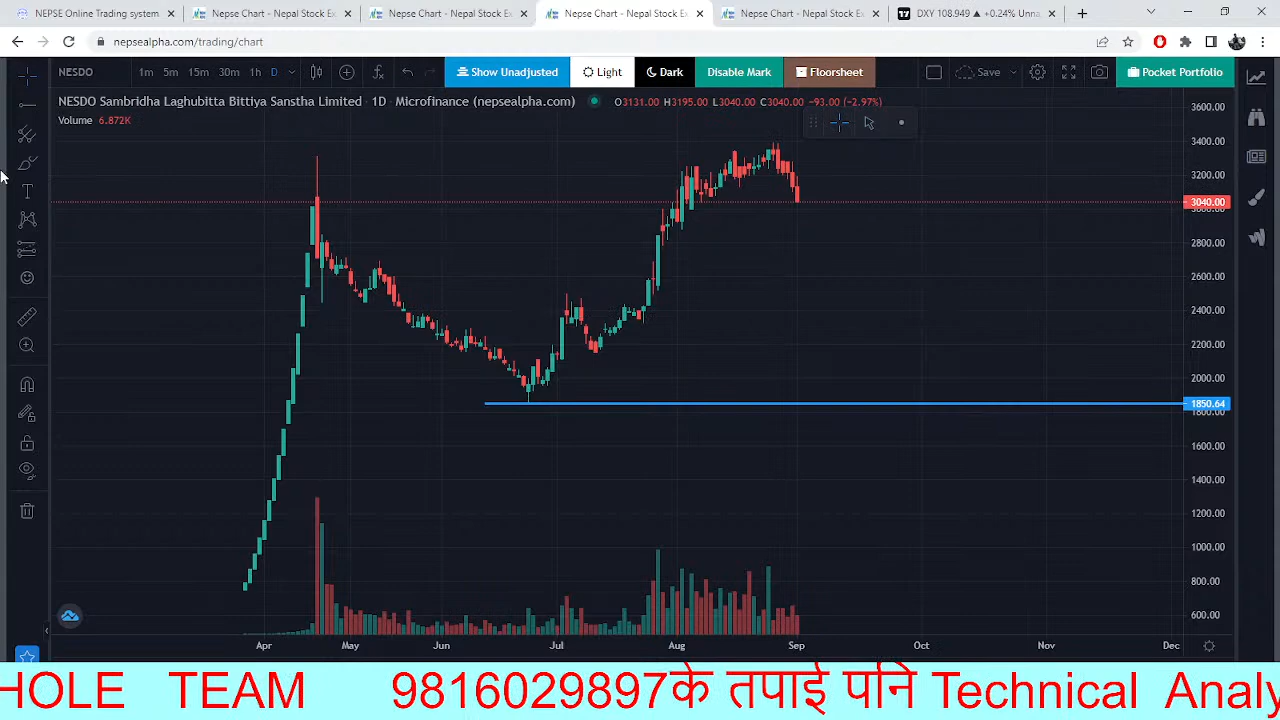 NEPSE Online Trading system
Nepse Chart - Nepal Stock Ex
Nepse Chart - Nepal Stock Ex
Nepse Chart - Nepal Stock Ex
Nepse Chart - Nepal Stock Ex
DXY 108.949 ▲ +0.24% Unna
nepsealpha.com/trading/chart
NESDO 1m 5m 15m 30m 1h D Show Unadjusted Light Dark Disable Mark Floorsheet Save Pocket Portfolio
NESDO Sambridha Laghubitta Bittiya Sanstha Limited · 1D · Microfinance (nepsealpha.com) O3131.00 H3195.00 L3040.00 C3040.00 −93.00 (−2.97%)
Volume 6.872K
3600.00
3400.00
3200.00
3040.00
3000.00
2800.00
2600.00
2400.00
2200.00
2000.00
1850.64
1800.00
1600.00
1400.00
1200.00
1000.00
800.00
600.00
Apr May Jun Jul Aug Sep Oct Nov Dec
HOLE TEAM 9816029897के तपाई पनि Technical Analy